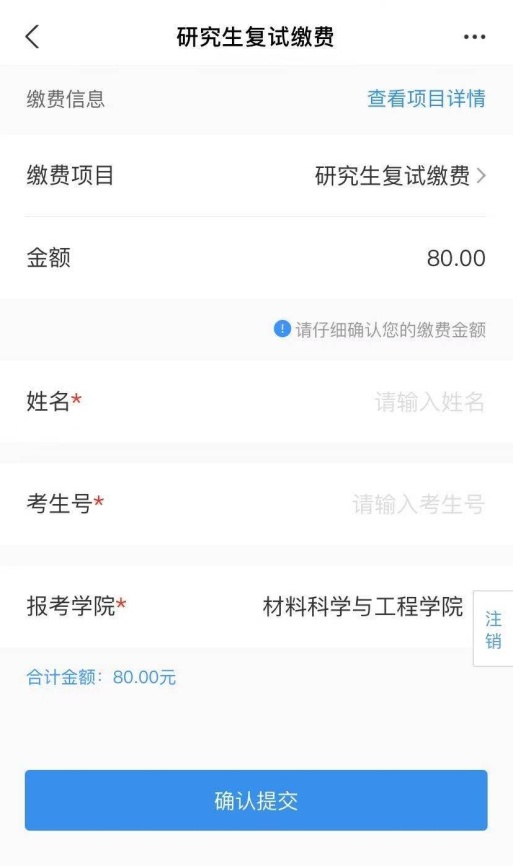 研究生复试缴费
缴费信息 查看项目详情
缴费项目 研究生复试缴费
金额 80.00
请仔细确认您的缴费金额
姓名* 请输入姓名
考生号* 请输入考生号
报考学院* 材料科学与工程学院
注销
合计金额：80.00元
确认提交